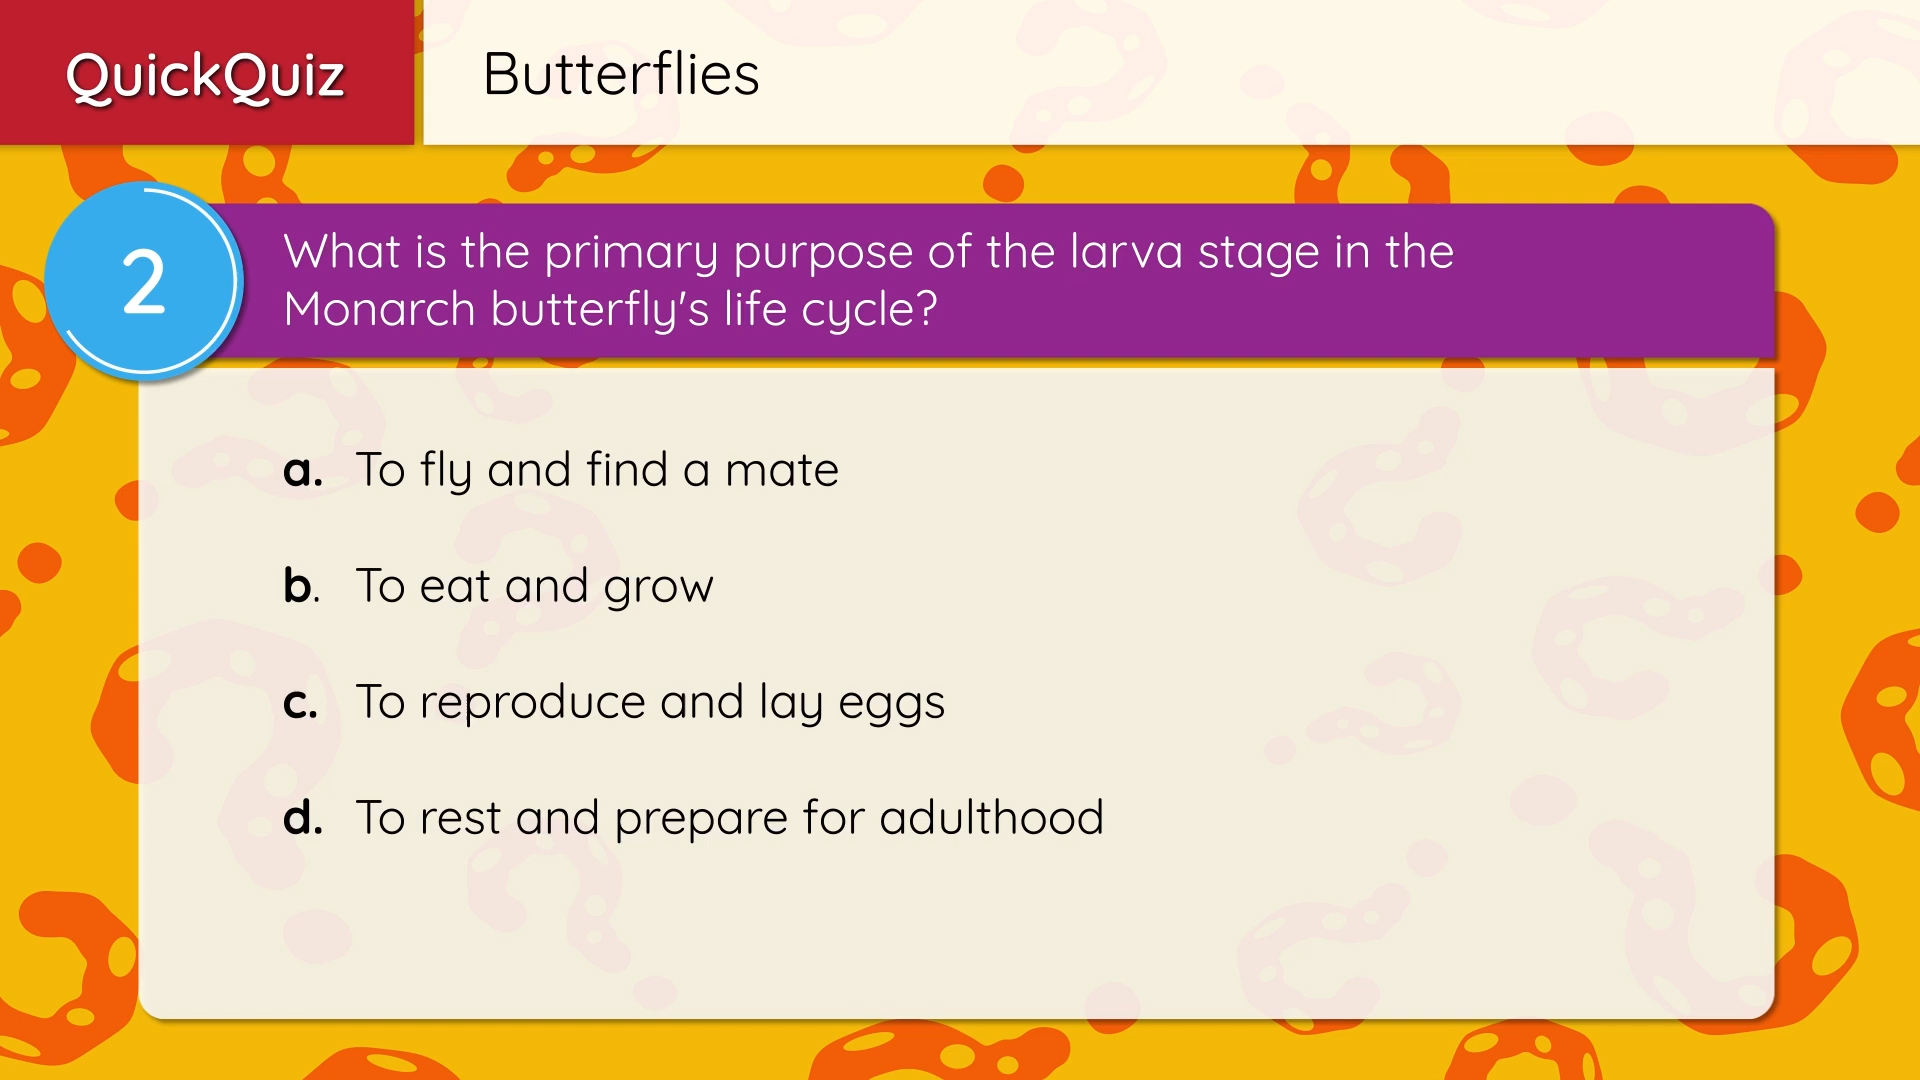 QuickQuiz
Butterflies
2
What is the primary purpose of the larva stage in the
Monarch butterfly's life cycle?
a. To fly and find a mate
b. To eat and grow
c. To reproduce and lay eggs
d. To rest and prepare for adulthood